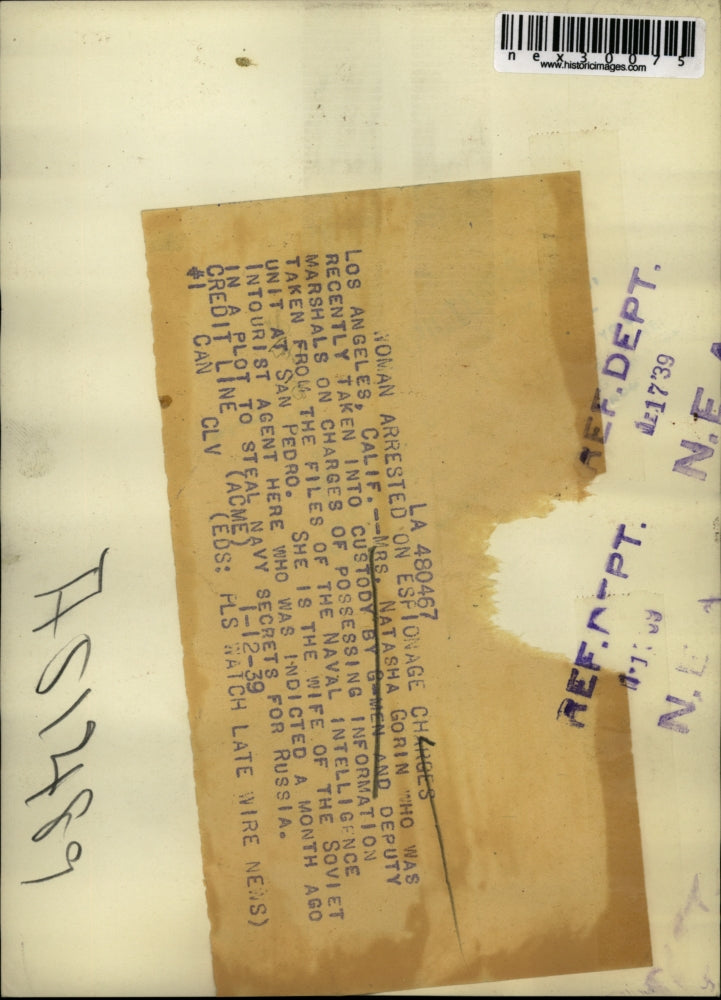 nex30075
www.historicimages.com
LA 480467
WOMAN ARRESTED ON ESPIONAGE CHARGES
LOS ANGELES, CALIF.--MRS. NATASHA GORIN WHO WAS
RECENTLY TAKEN INTO CUSTODY BY G-MEN AND DEPUTY
MARSHALS ON CHARGES OF POSSESSING INFORMATION
TAKEN FROM THE FILES OF THE NAVAL INTELLIGENCE
UNIT AT SAN PEDRO. SHE IS THE WIFE OF THE SOVIET
INTOURIST AGENT HERE WHO WAS INDICTED A MONTH AGO
IN A PLOT TO STEAL NAVY SECRETS FOR RUSSIA.
CREDIT LINE (ACME) 1-12-39
#1 CAN CLV (EDS: PLS WATCH LATE WIRE NEWS)
REF. DEPT.
17'39
N.E.A
REF. DEPT.
N.E